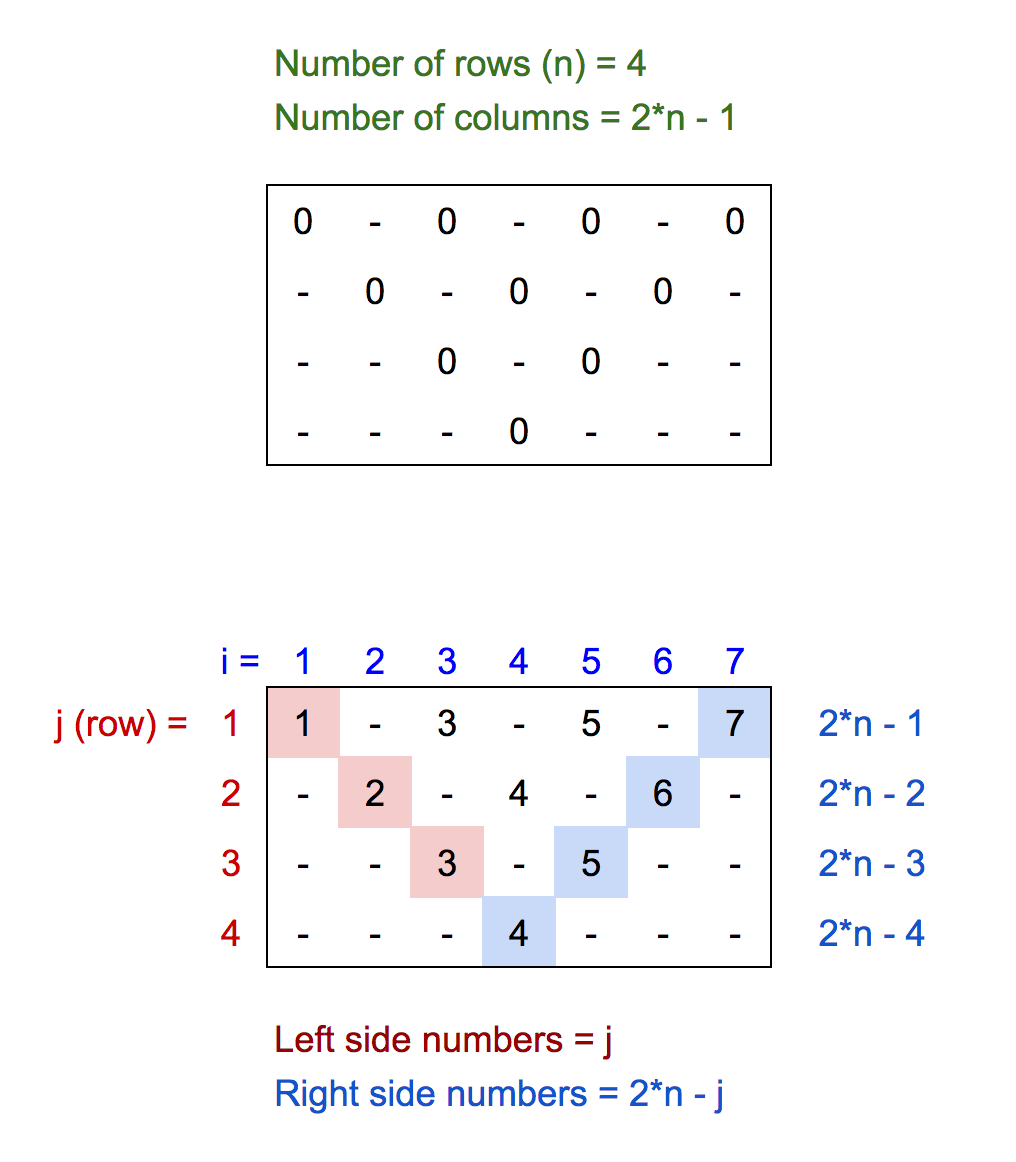 Number of rows (n) = 4
Number of columns = 2*n - 1
0 - 0 - 0 - 0
- 0 - 0 - 0 -
- - 0 - 0 - -
- - - 0 - - -
i = 1 2 3 4 5 6 7
j (row) = 1 1 - 3 - 5 - 7 2*n - 1
2 - 2 - 4 - 6 - 2*n - 2
3 - - 3 - 5 - - 2*n - 3
4 - - - 4 - - - 2*n - 4
Left side numbers = j
Right side numbers = 2*n - j